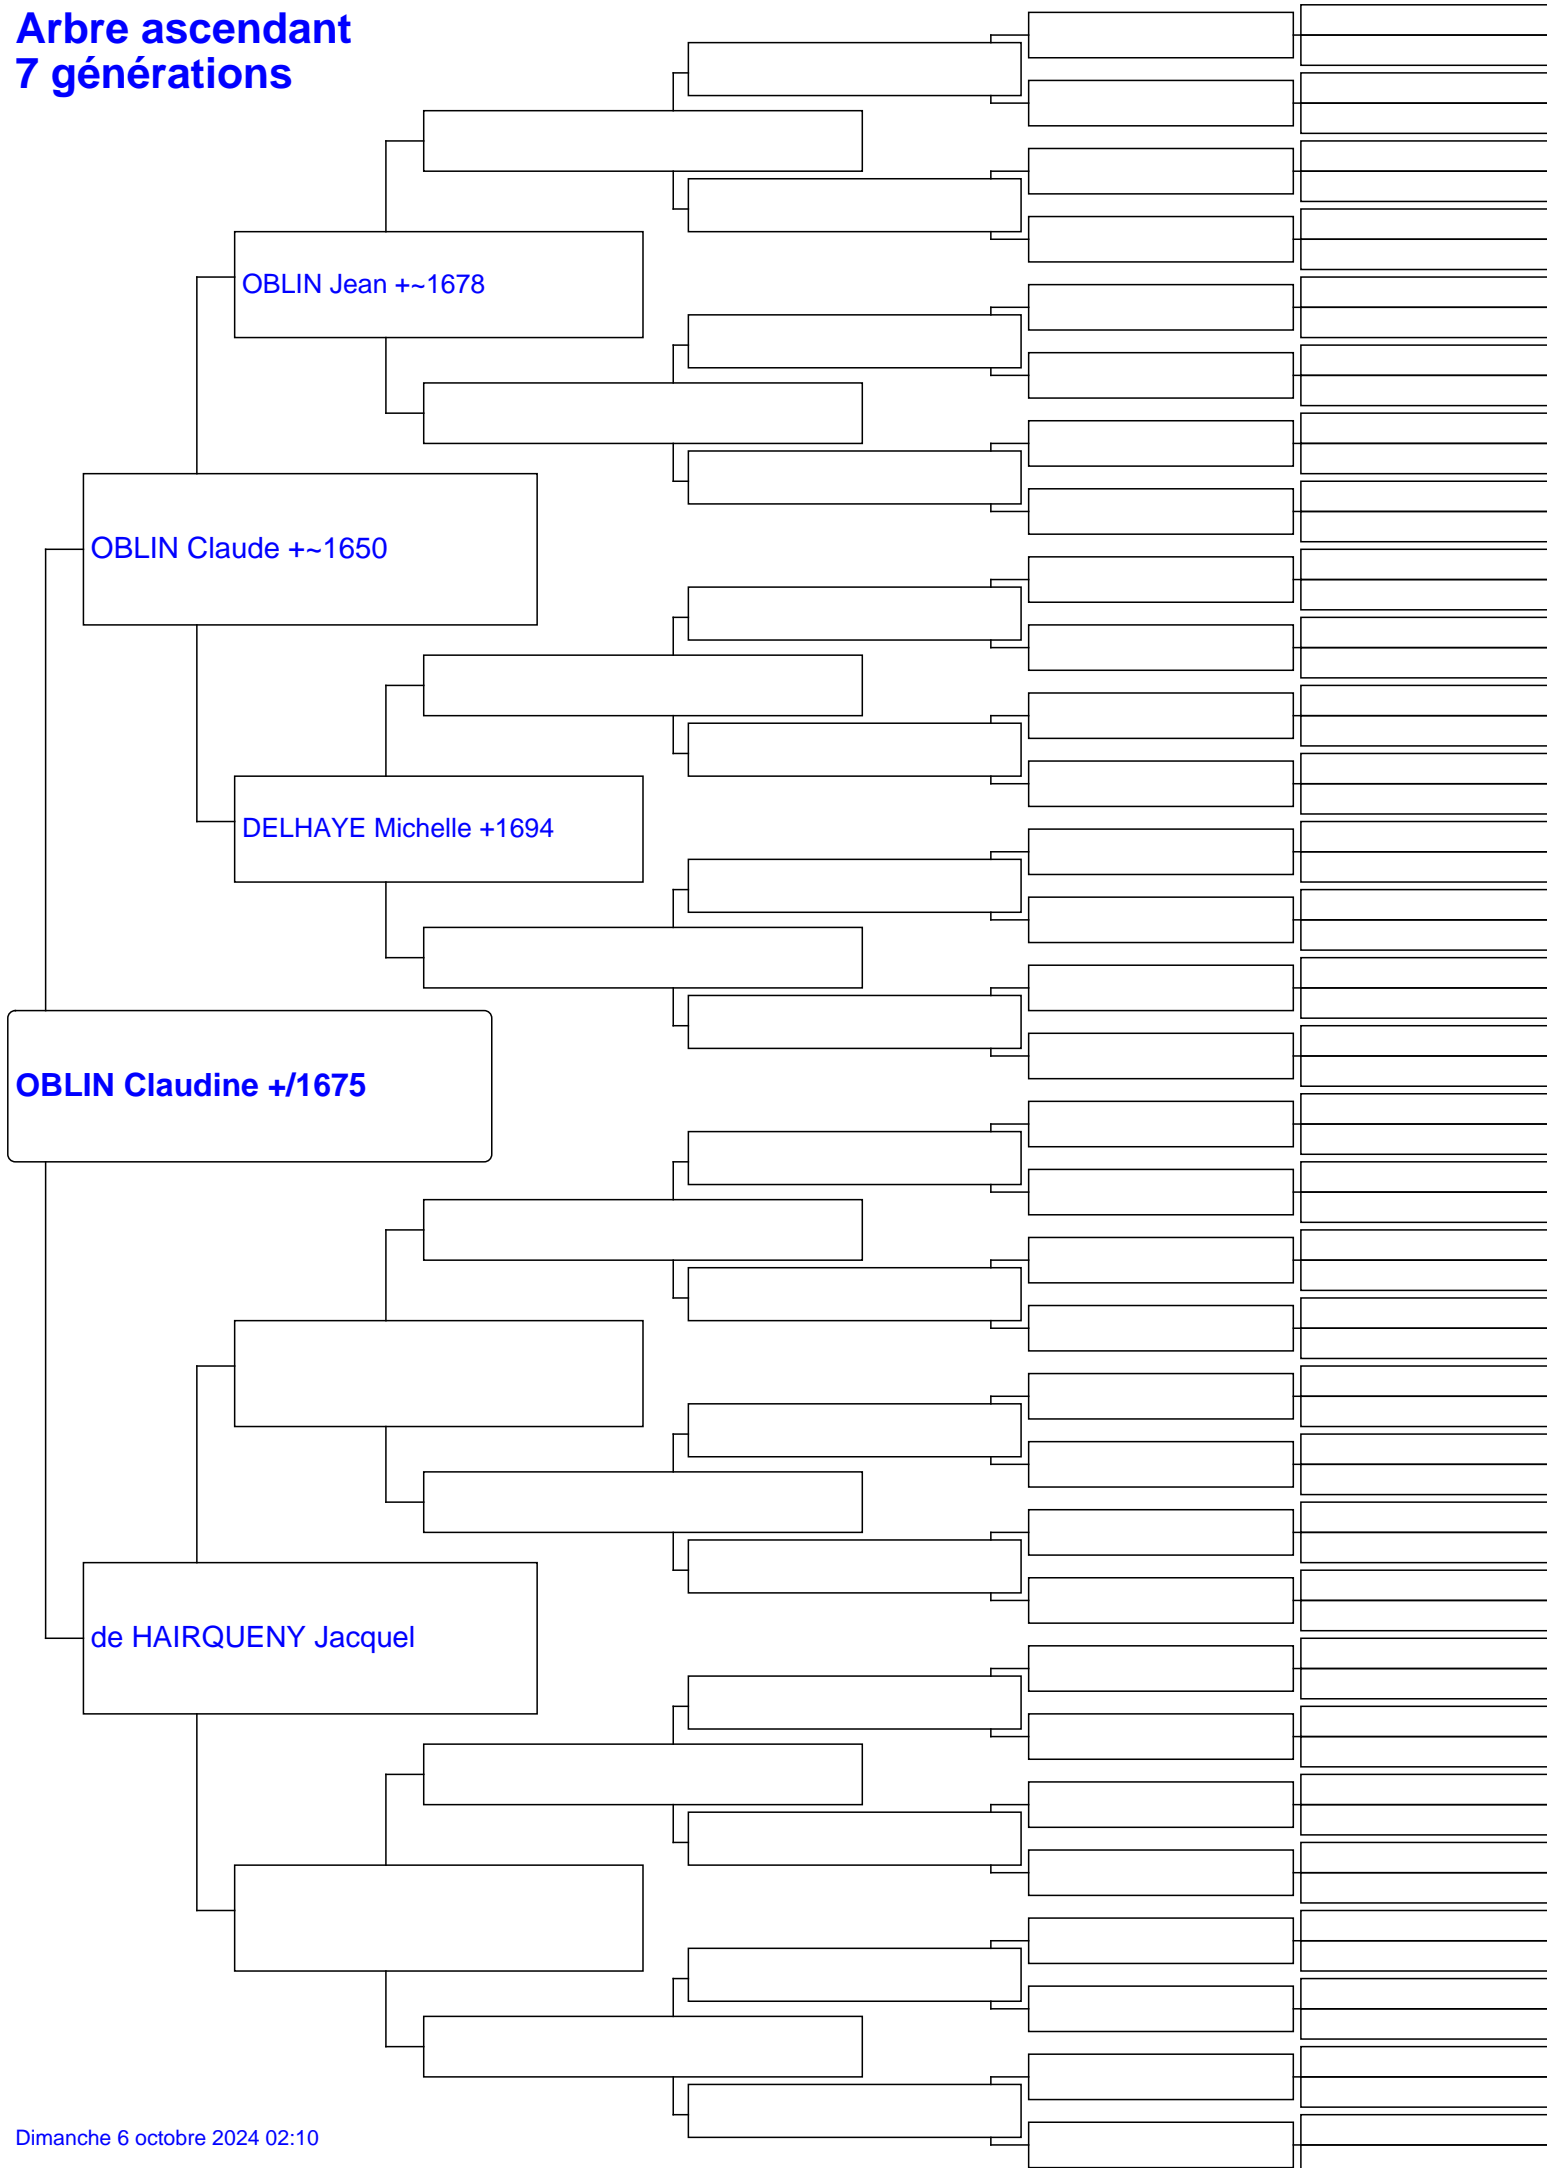 Arbre ascendant
7 générations
OBLIN Jean +~1678
OBLIN Claude +~1650
DELHAYE Michelle +1694
OBLIN Claudine +/1675
de HAIRQUENY Jacquel
Dimanche 6 octobre 2024 02:10